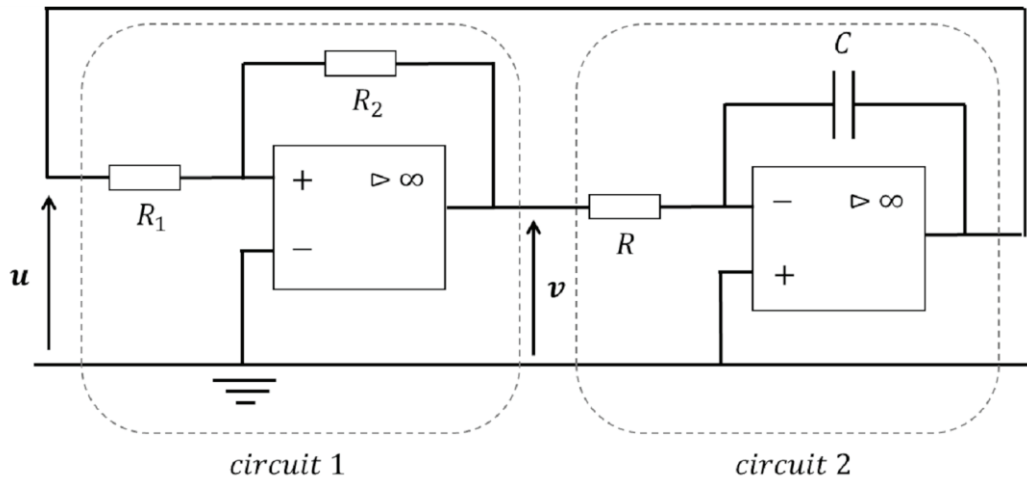 C
R₂
+ ⊳ ∞
R₁
−
u
− ⊳ ∞
R
+
v
circuit 1
circuit 2